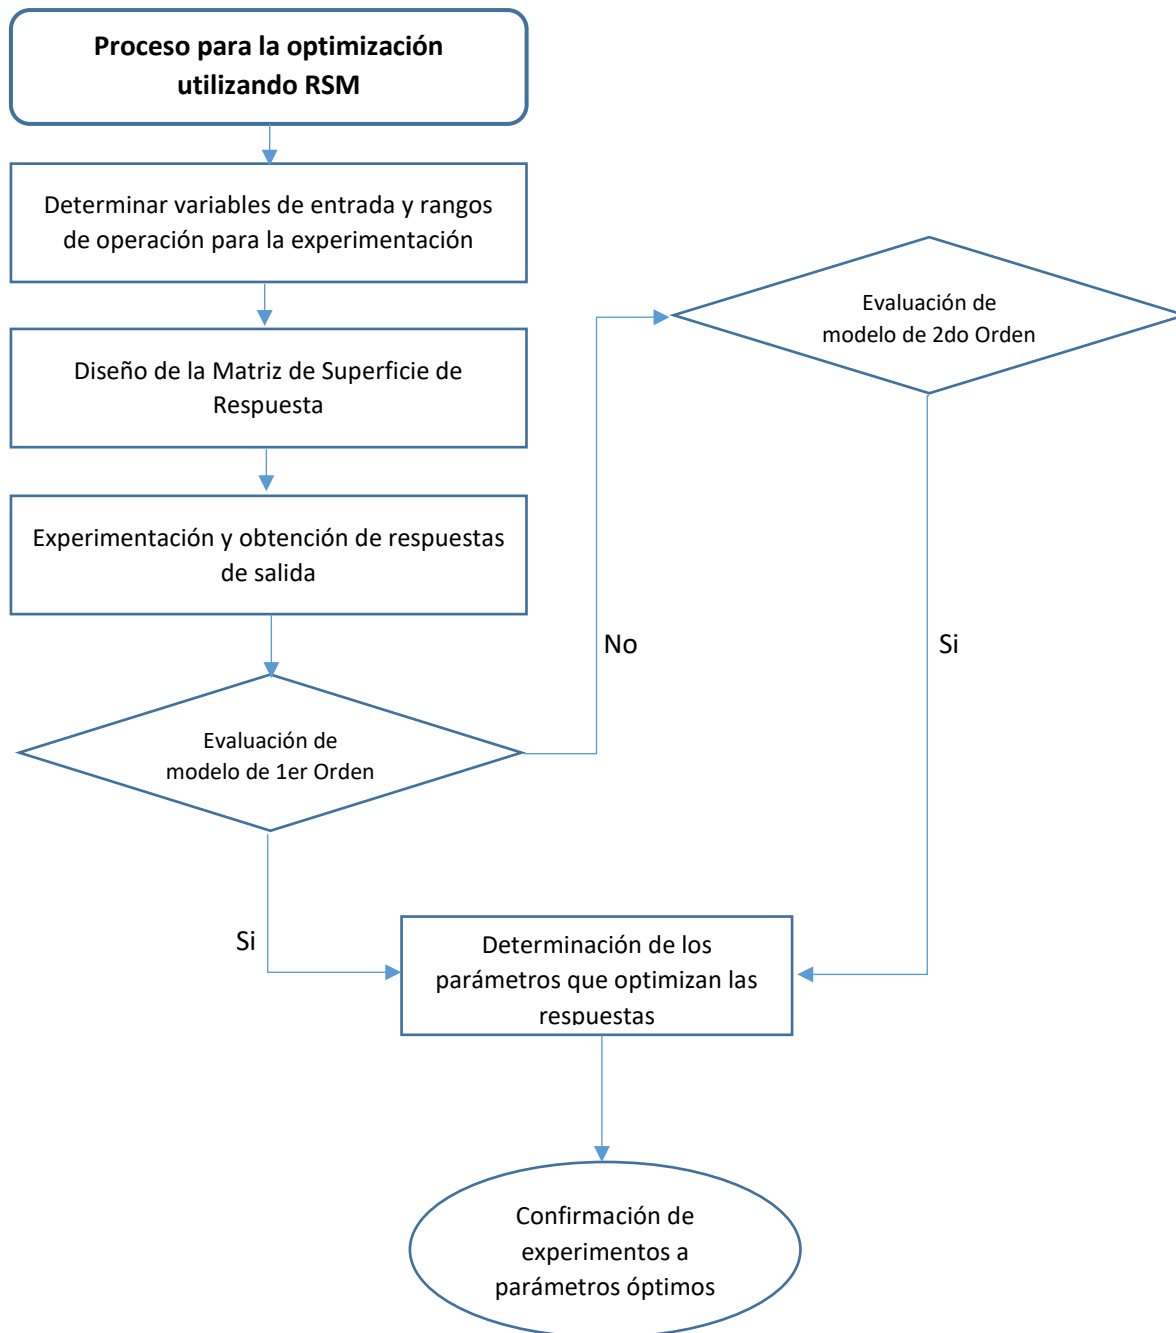 Proceso para la optimización
utilizando RSM
Determinar variables de entrada y rangos
de operación para la experimentación
Evaluación de
modelo de 2do Orden
Diseño de la Matriz de Superficie de
Respuesta
Experimentación y obtención de respuestas
de salida
No
Si
Evaluación de
modelo de 1er Orden
Si
Determinación de los
parámetros que optimizan las
respuestas
Confirmación de
experimentos a
parámetros óptimos